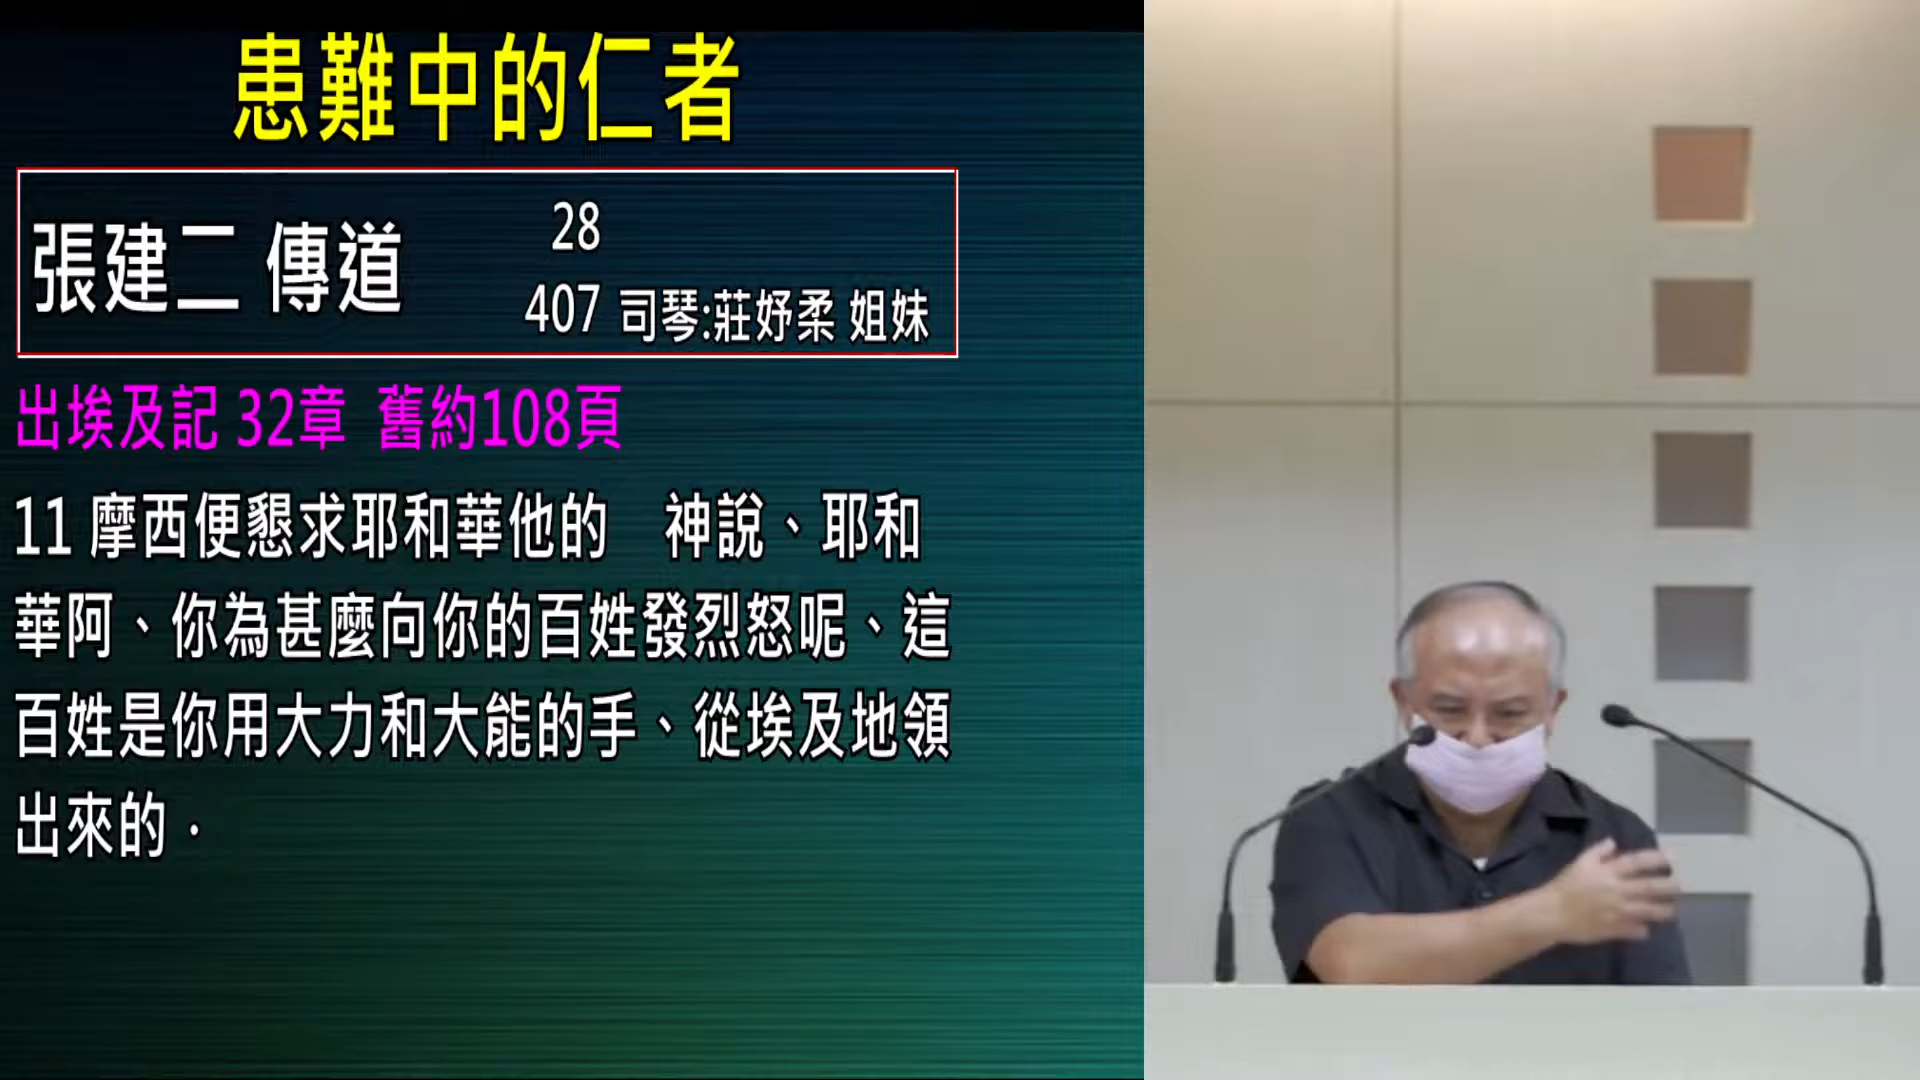 患難中的仁者
張建二 傳道
28
407 司琴:莊妤柔 姐妹
出埃及記 32章 舊約108頁
11 摩西便懇求耶和華他的　神說、耶和
華阿、你為甚麼向你的百姓發烈怒呢、這
百姓是你用大力和大能的手、從埃及地領
出來的．